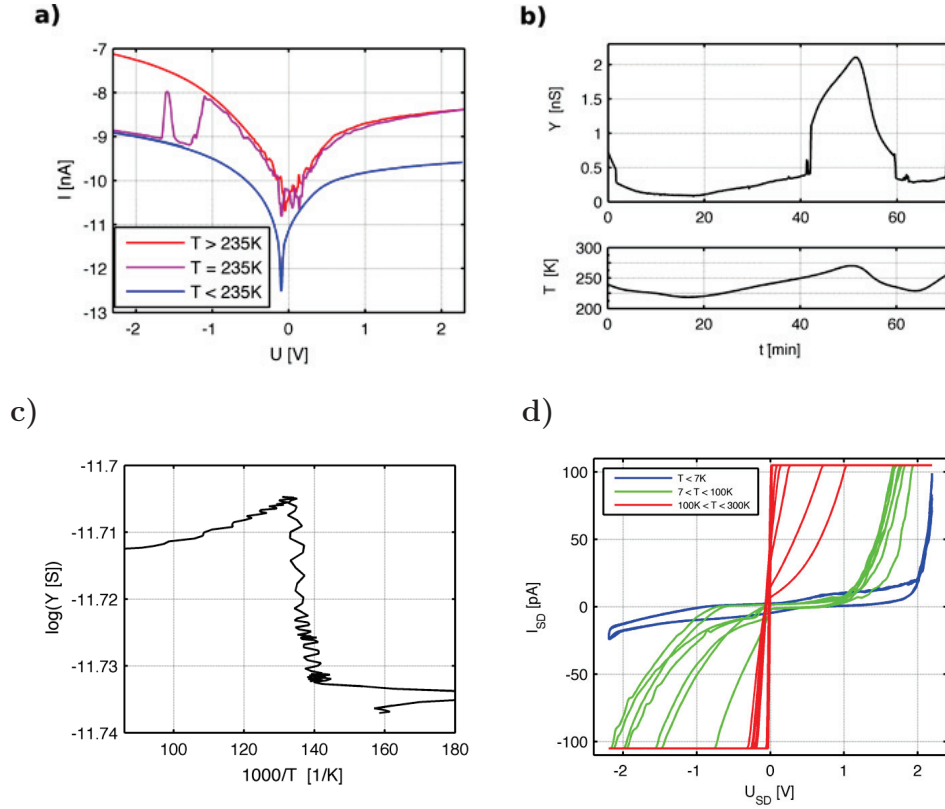 a)
-7
-8
-9
-10
-11
-12
-13
I [nA]
T > 235K
T = 235K
T < 235K
-2 -1 0 1 2
U [V]
b)
2
1.5
1
0.5
0
Y [nS]
0 20 40 60
300
250
200
T [K]
0 20 40 60
t [min]
c)
-11.7
-11.71
-11.72
-11.73
-11.74
log(Y [S])
100 120 140 160 180
1000/T [1/K]
d)
100
50
0
-50
-100
I_SD [pA]
T < 7K
7 < T < 100K
100K < T < 300K
-2 -1 0 1 2
U_SD [V]